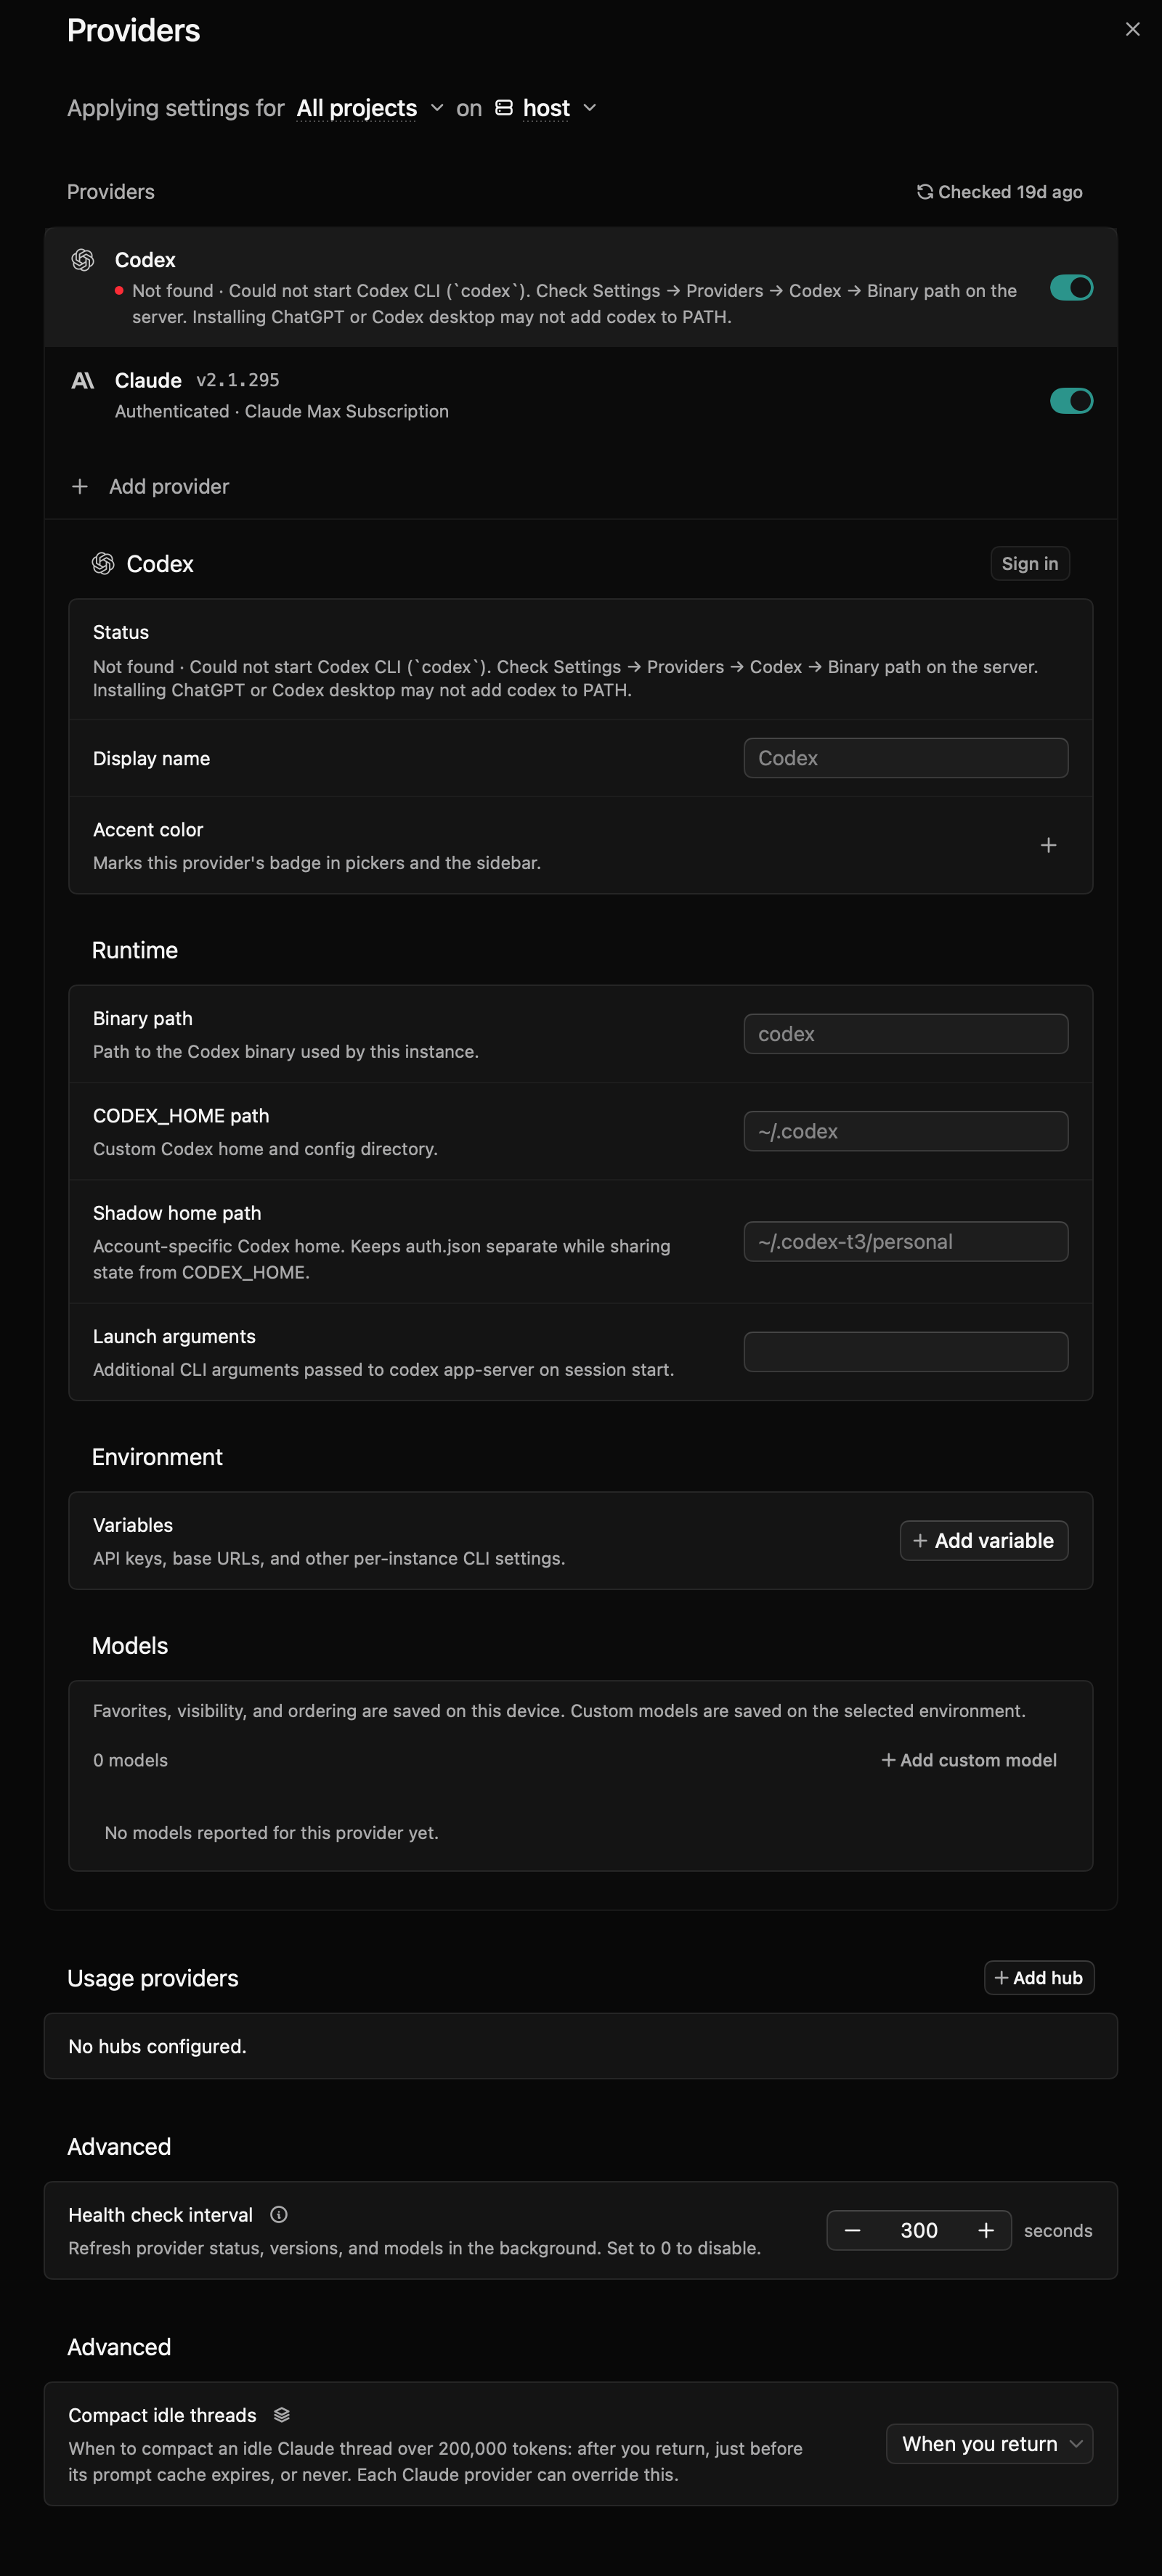 Providers
Applying settings for All projects on host
Providers
Checked 19d ago
Codex
Not found · Could not start Codex CLI (`codex`). Check Settings → Providers → Codex → Binary path on the
server. Installing ChatGPT or Codex desktop may not add codex to PATH.
Claude v2.1.295
Authenticated · Claude Max Subscription
Add provider
Codex
Sign in
Status
Not found · Could not start Codex CLI (`codex`). Check Settings → Providers → Codex → Binary path on the server.
Installing ChatGPT or Codex desktop may not add codex to PATH.
Display name
Codex
Accent color
Marks this provider's badge in pickers and the sidebar.
Runtime
Binary path
Path to the Codex binary used by this instance.
codex
CODEX_HOME path
Custom Codex home and config directory.
~/.codex
Shadow home path
Account-specific Codex home. Keeps auth.json separate while sharing
state from CODEX_HOME.
~/.codex-t3/personal
Launch arguments
Additional CLI arguments passed to codex app-server on session start.
Environment
Variables
API keys, base URLs, and other per-instance CLI settings.
Add variable
Models
Favorites, visibility, and ordering are saved on this device. Custom models are saved on the selected environment.
0 models
Add custom model
No models reported for this provider yet.
Usage providers
Add hub
No hubs configured.
Advanced
Health check interval
Refresh provider status, versions, and models in the background. Set to 0 to disable.
300
seconds
Advanced
Compact idle threads
When to compact an idle Claude thread over 200,000 tokens: after you return, just before
its prompt cache expires, or never. Each Claude provider can override this.
When you return